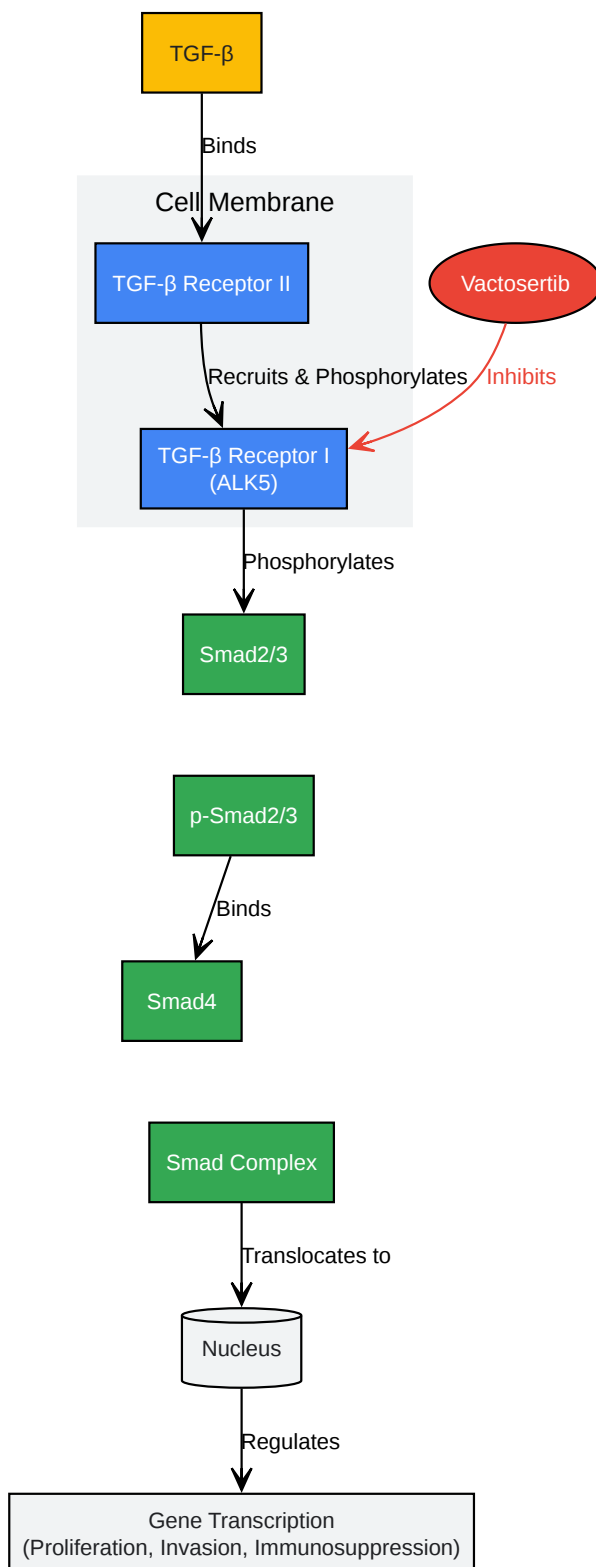 TGF-β
Binds
Cell Membrane
TGF-β Receptor II
Vactosertib
Recruits & Phosphorylates
Inhibits
TGF-β Receptor I
(ALK5)
Phosphorylates
Smad2/3
p-Smad2/3
Binds
Smad4
Smad Complex
Translocates to
Nucleus
Regulates
Gene Transcription
(Proliferation, Invasion, Immunosuppression)